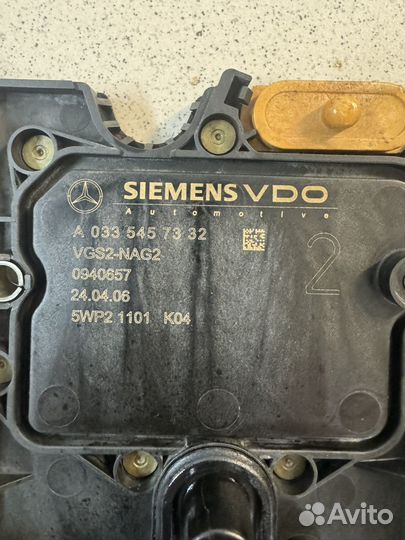 SIEMENS VDO
Automotive
A 033 545 73 32
VGS2-NAG2
0940657
24.04.06
5WP2 1101 K04
2
Avito